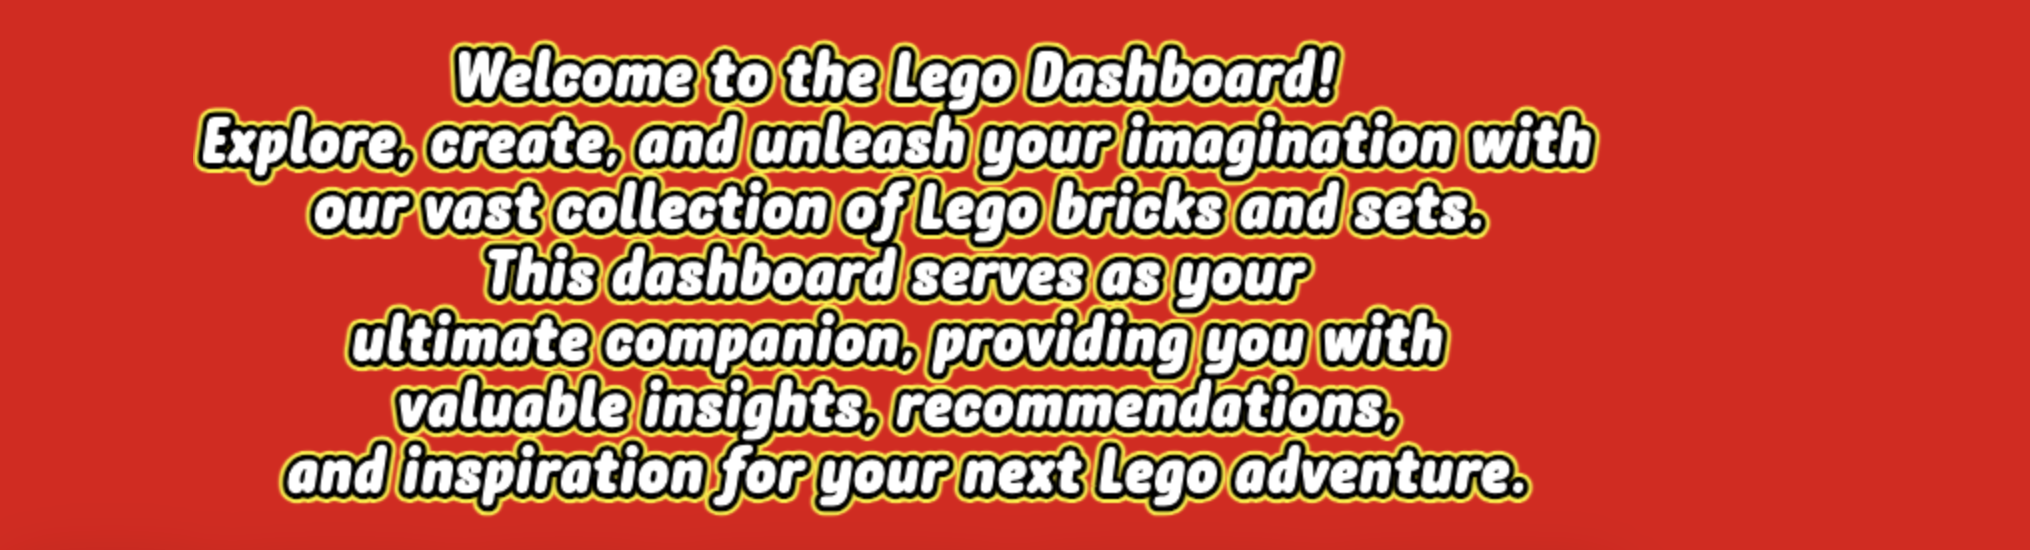 Welcome to the Lego Dashboard!
Explore, create, and unleash your imagination with
our vast collection of Lego bricks and sets.
This dashboard serves as your
ultimate companion, providing you with
valuable insights, recommendations,
and inspiration for your next Lego adventure.